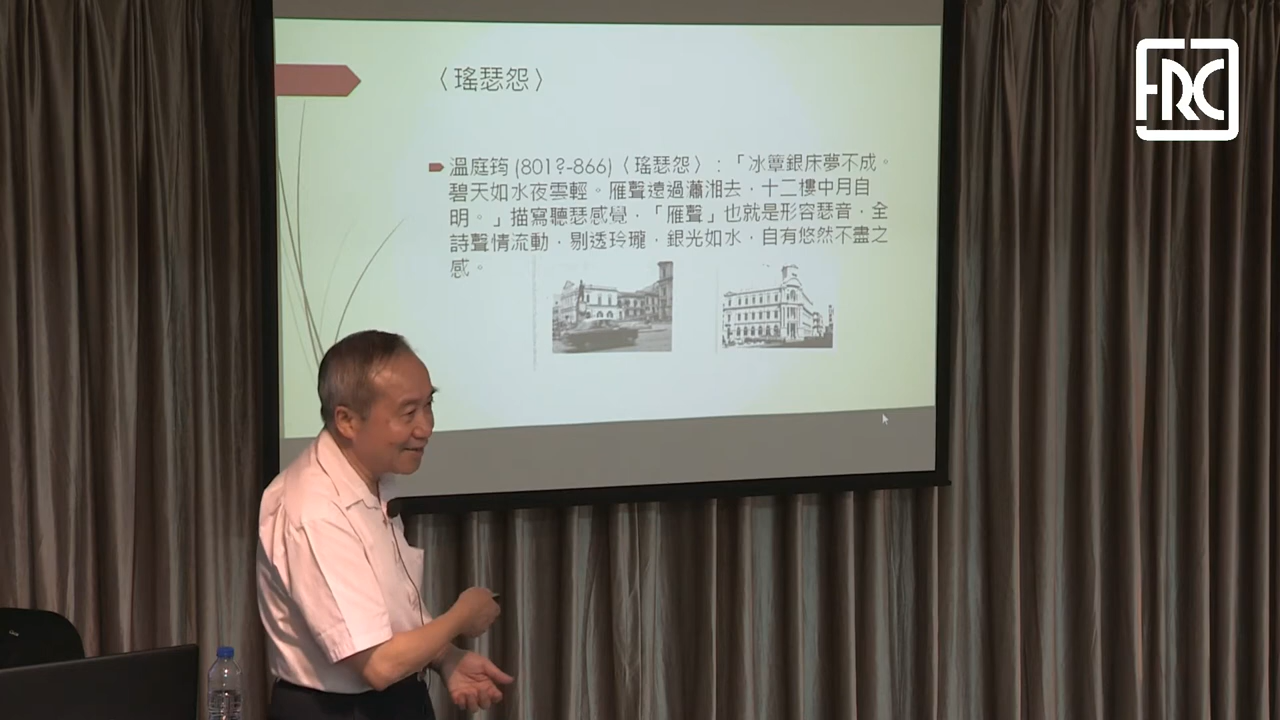 FRC
〈瑤瑟怨〉
溫庭筠 (801?-866)〈瑤瑟怨〉:「冰簟銀床夢不成。
碧天如水夜雲輕。雁聲遠過瀟湘去，十二樓中月自
明。」描寫聽瑟感覺，「雁聲」也就是形容瑟音，全
詩聲情流動，剔透玲瓏，銀光如水，自有悠然不盡之
感。